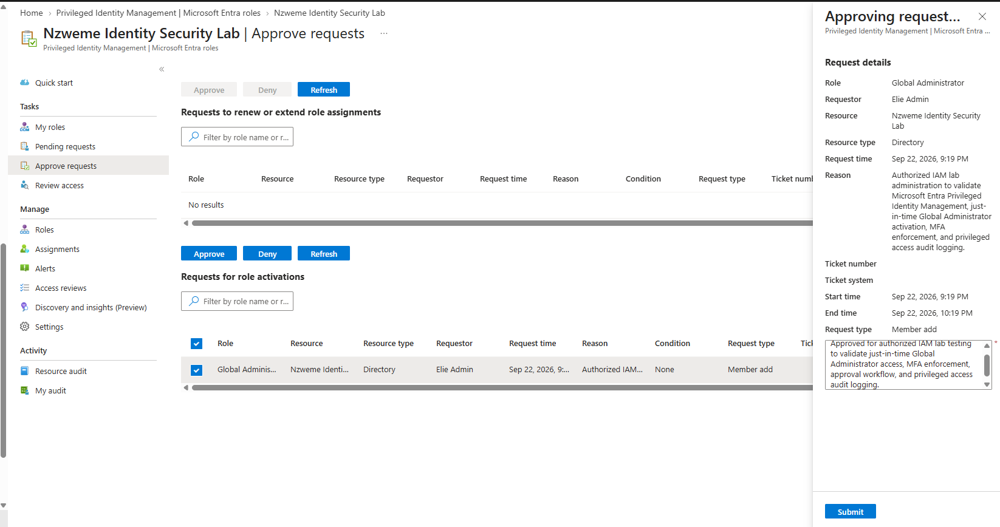 Home > Privileged Identity Management | Microsoft Entra roles > Nzweme Identity Security Lab
Nzweme Identity Security Lab | Approve requests ...
Privileged Identity Management | Microsoft Entra roles
«
Quick start
Tasks
My roles
Pending requests
Approve requests
Review access
Manage
Roles
Assignments
Alerts
Access reviews
Discovery and insights (Preview)
Settings
Activity
Resource audit
My audit
Approve Deny Refresh
Requests to renew or extend role assignments
Filter by role name or r...
Role Resource Resource type Requestor Request time Reason Condition Request type Ticket numb
No results
Approve Deny Refresh
Requests for role activations
Filter by role name or r...
Role Resource Resource type Requestor Request time Reason Condition Request type Tick
Global Adminis... Nzweme Identi... Directory Elie Admin Sep 22, 2026, 9:... Authorized IAM... None Member add
Approving request...
Privileged Identity Management | Microsoft Entra ...
Request details
Role Global Administrator
Requestor Elie Admin
Resource Nzweme Identity Security
Lab
Resource type Directory
Request time Sep 22, 2026, 9:19 PM
Reason Authorized IAM lab
administration to validate
Microsoft Entra Privileged
Identity Management, just-
in-time Global Administrator
activation, MFA
enforcement, and privileged
access audit logging.
Ticket number
Ticket system
Start time Sep 22, 2026, 9:19 PM
End time Sep 22, 2026, 10:19 PM
Request type Member add
Approved for authorized IAM lab testing *
to validate just-in-time Global
Administrator access, MFA enforcement,
approval workflow, and privileged access
audit logging.
Submit